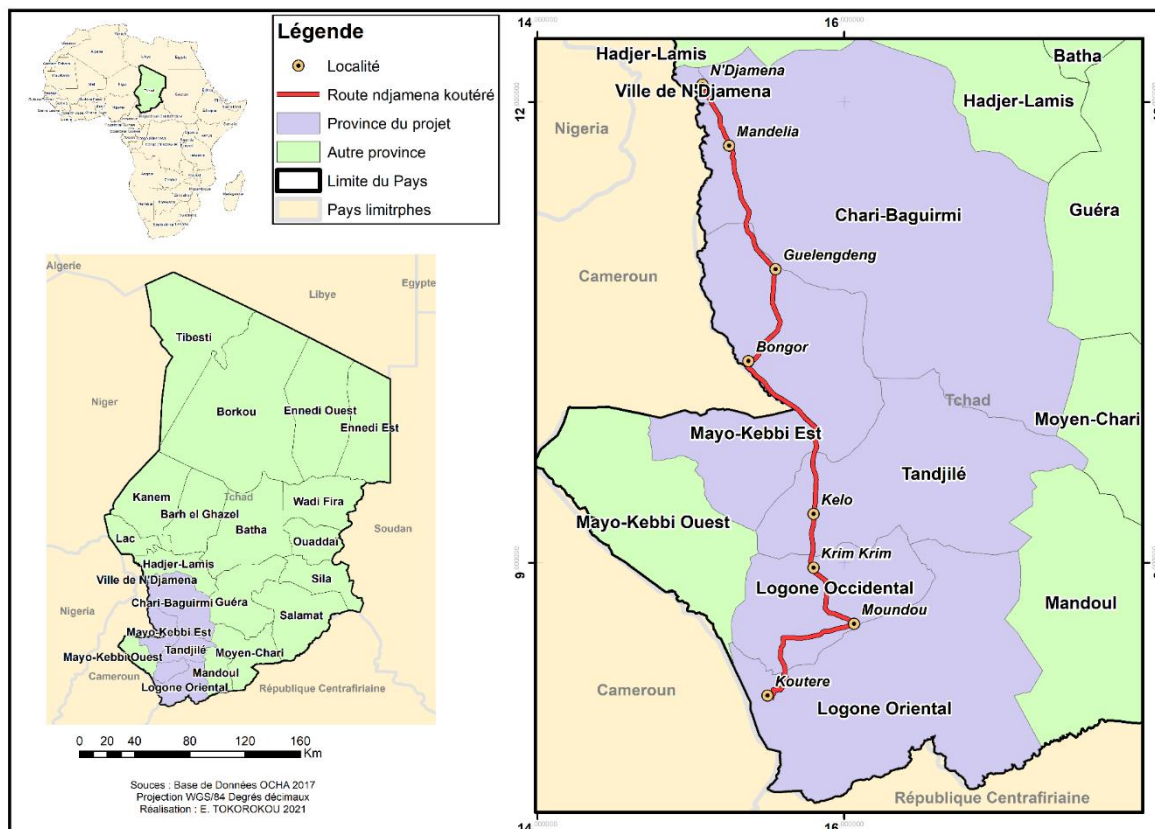 Légende
Localité
Route ndjamena koutéré
Province du projet
Autre province
Limite du Pays
Pays limitrphes
Algérie
Libye
Egypte
Tibesti
Niger
Borkou
Ennedi Ouest
Ennedi Est
Kanem
Tchad
Wadi Fira
Barh el Ghazel
Batha
Soudan
Lac
Ouaddaï
Hadjer-Lamis
Ville de N'Djamena
Sila
Nigeria
Chari-Baguirmi
Guéra
Salamat
Mayo-Kebbi Est
Mayo-Kebbi Ouest
Tandjilé
Moyen-Chari
Cameroun
Mandoul
Logone Oriental
République Centrafiriaine
0 20 40 80 120 160
Km
Souces : Base de Données OCHA 2017
Projection WGS/84 Degrés décimaux
Réalisation : E. TOKOROKOU 2021
14
16
Hadjer-Lamis
Batha
N'Djamena
Ville de N'Djamena
12
Hadjer-Lamis
Nigeria
Mandelia
Chari-Baguirmi
Guéra
Guelengdeng
Cameroun
Bongor
Tchad
Moyen-Chari
Mayo-Kebbi Est
Tandjilé
Kelo
Mayo-Kebbi Ouest
Krim Krim
9
Logone Occidental
Moundou
Mandoul
Koutere
Cameroun
Logone Oriental
République Centrafiriaine
14
16